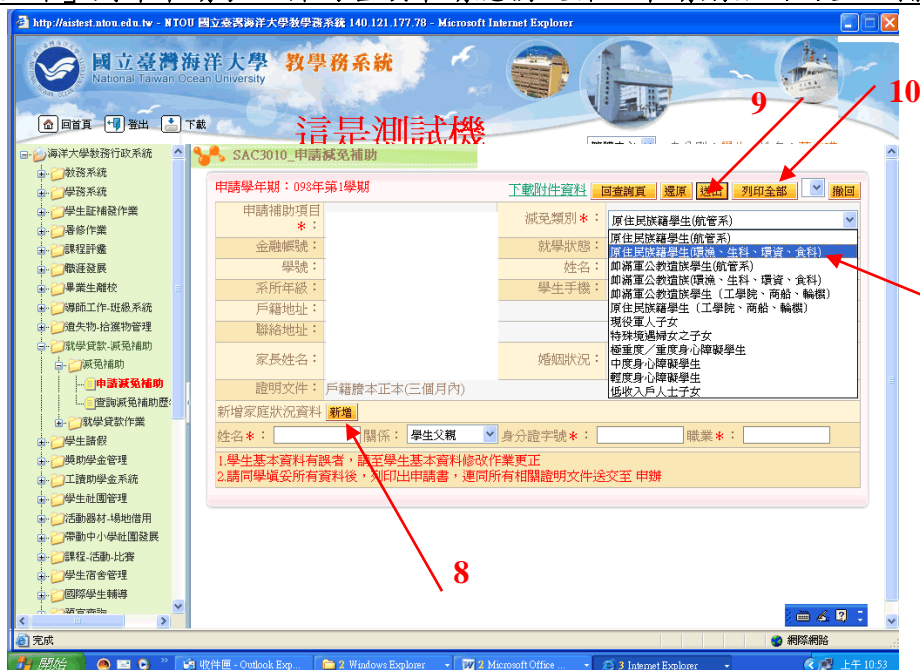 http://aistest.ntou.edu.tw - NTOU 國立臺灣海洋大學教學務系統 140.121.177.78 - Microsoft Internet Explorer
國立臺灣海洋大學 教學務系統
National Taiwan Ocean University
9
10
回首頁 登出 下載
這是測試機
海洋大學教務行政系統
教務系統
學務系統
學生証補發作業
暑修作業
課程評鑑
職涯發展
畢業生離校
導師工作-班級系統
遺失物-拾獲物管理
就學貸款-減免補助
減免補助
申請減免補助
查詢減免補助歷
就學貸款作業
學生請假
獎助學金管理
工讀助學金系統
學生社團管理
活動器材-場地借用
帶動中小學社團發展
課程-活動-比賽
學生宿舍管理
國際學生輔導
SAC3010_申請減免補助
申請學年期：098年第1學期
下載附件資料 回查詢頁 還原 送出 列印全部 撤回
申請補助項目＊：
減免類別＊：
原住民族籍學生(航管系)
原住民族籍學生(航管系)
原住民族籍學生(環漁、生科、環資、食科)
卹滿軍公教遺族學生(航管系)
卹滿軍公教遺族(環漁、生科、環資、食科)
卹滿軍公教遺族學生（工學院、商船、輪機）
原住民族籍學生（工學院、商船、輪機）
現役軍人子女
特殊境遇婦女之子女
極重度／重度身心障礙學生
中度身心障礙學生
輕度身心障礙學生
低收入戶人士子女
金融帳號：
就學狀態：
學號：
姓名：
系所年級：
學生手機：
戶籍地址：
聯絡地址：
家長姓名：
婚姻狀況：
證明文件：戶籍謄本正本(三個月內)
新增家庭狀況資料 新增
姓名＊： 關係： 學生父親 身分證字號＊： 職業＊：
1.學生基本資料有誤者，請至學生基本資料修改作業更正
2.請同學填妥所有資料後，列印出申請書，連同所有相關證明文件送交至 申辦
8
完成
網際網路
開始 收件匣 - Outlook Exp... 2 Windows Explorer 2 Microsoft Office ... 3 Internet Explorer 上午 10:53